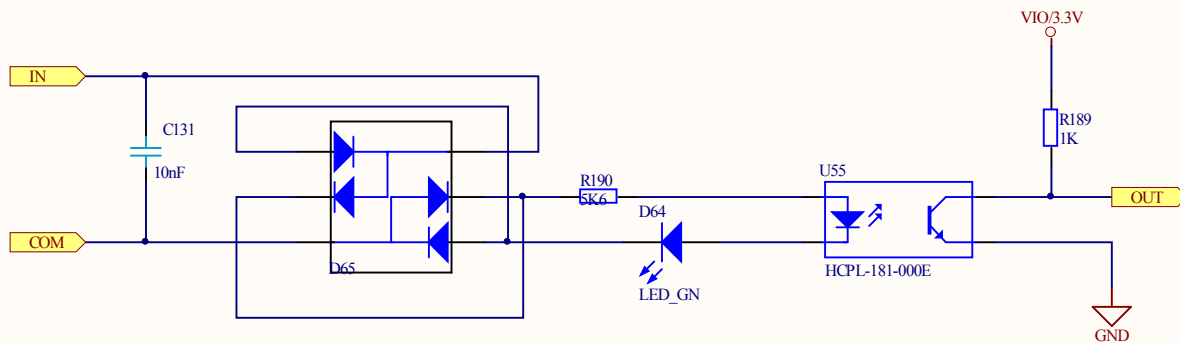 VIO/3.3V
IN
C131
10nF
R189
1K
U55
R190
5K6
OUT
D64
COM
D65
HCPL-181-000E
LED_GN
GND